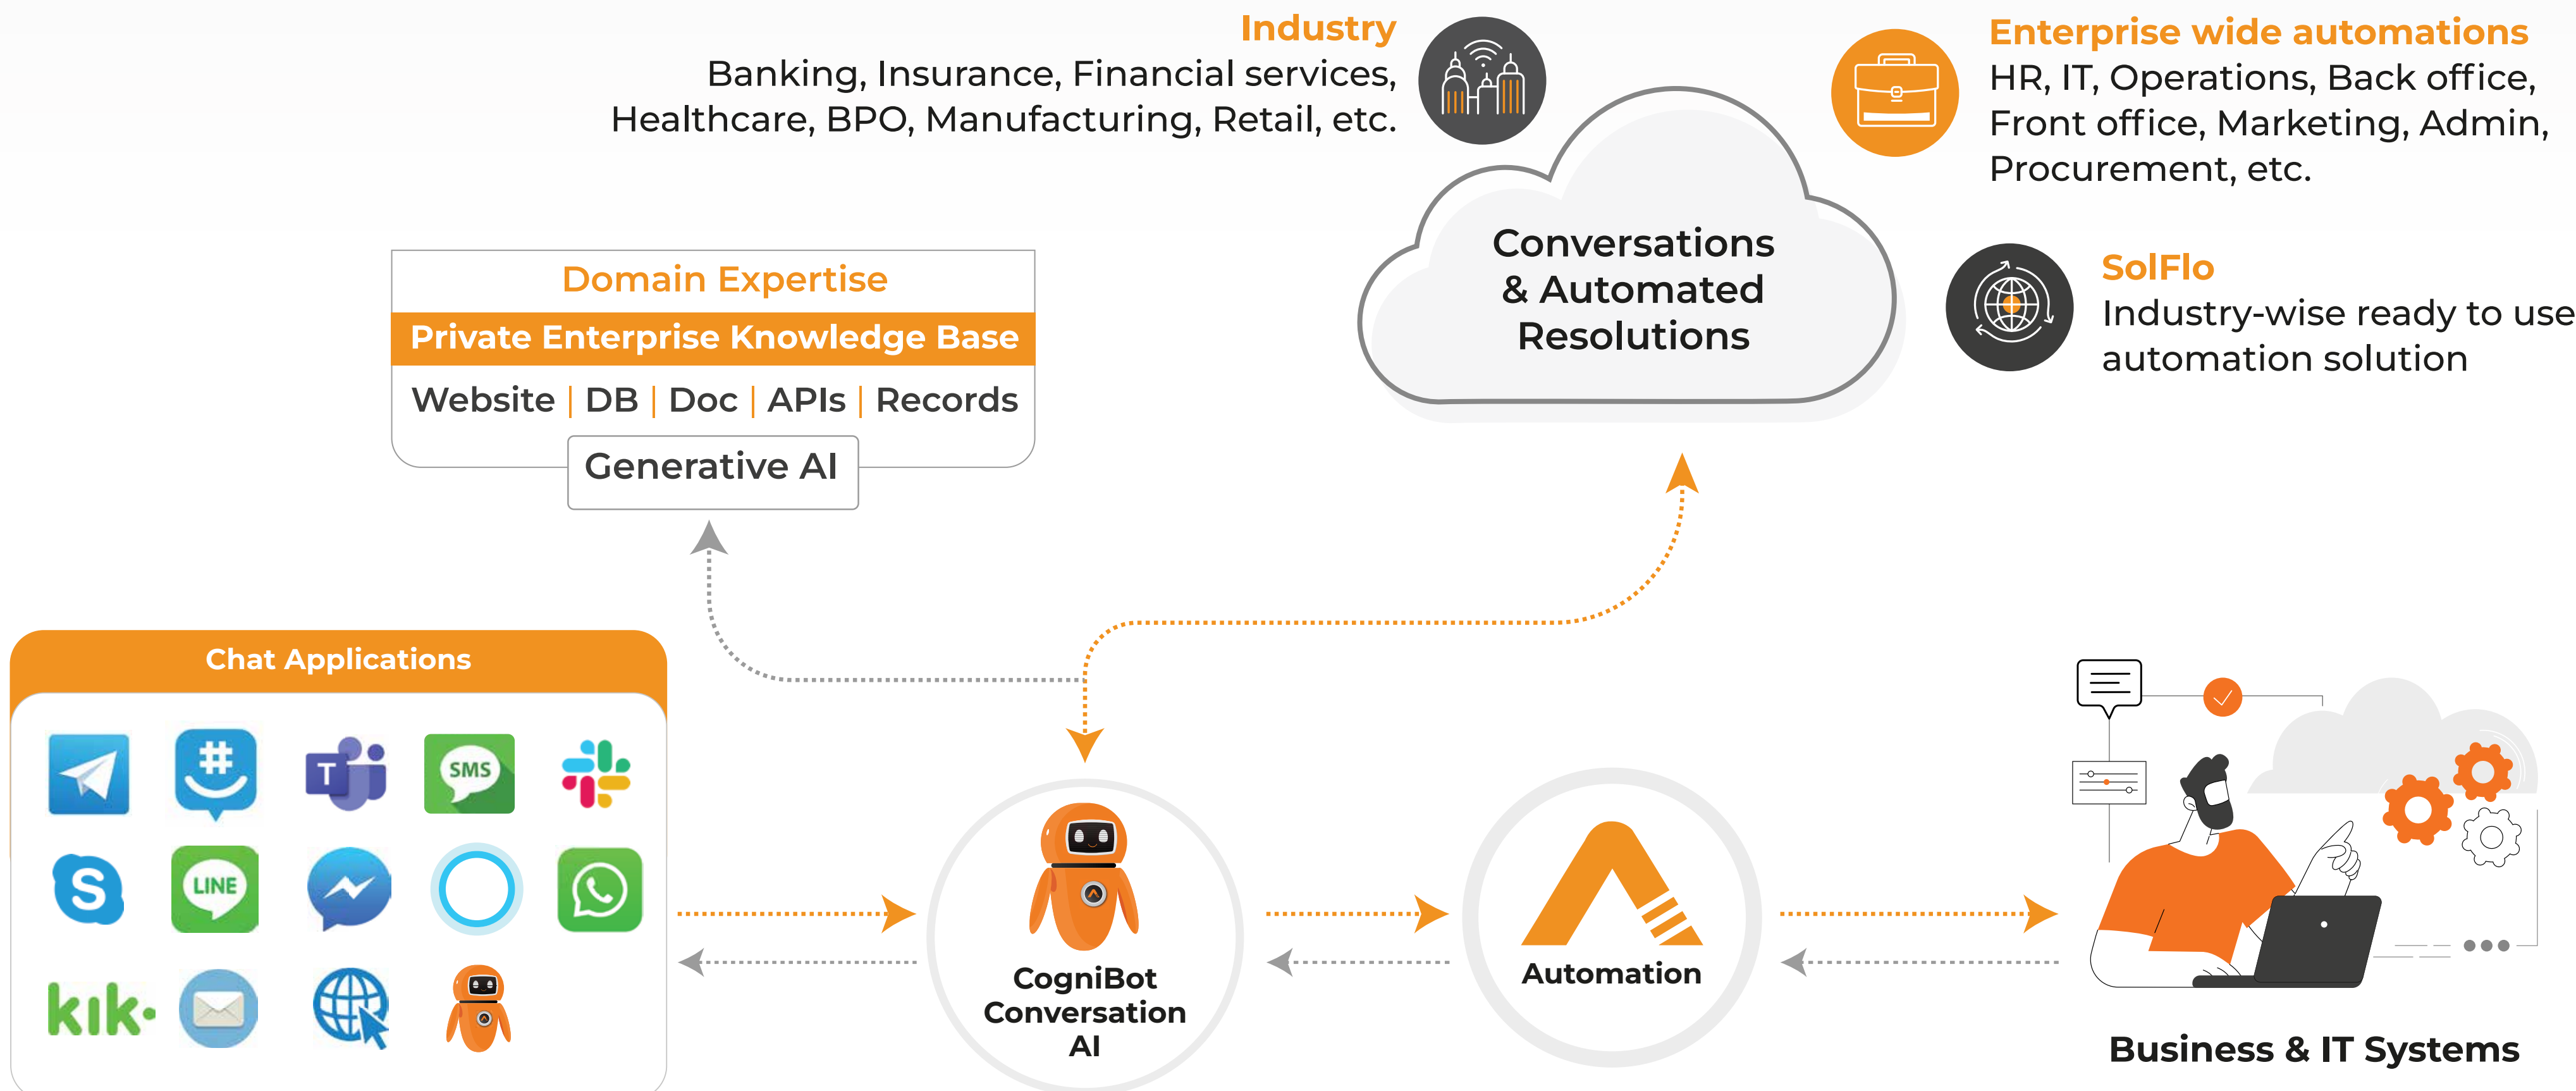 Industry
Banking, Insurance, Financial services,
Healthcare, BPO, Manufacturing, Retail, etc.
Enterprise wide automations
HR, IT, Operations, Back office,
Front office, Marketing, Admin,
Procurement, etc.
Conversations
& Automated
Resolutions
SolFlo
Industry-wise ready to use
automation solution
Domain Expertise
Private Enterprise Knowledge Base
Website | DB | Doc | APIs | Records
Generative AI
Chat Applications
#
T
SMS
S
LINE
kik
CogniBot
Conversation
AI
Automation
Business & IT Systems